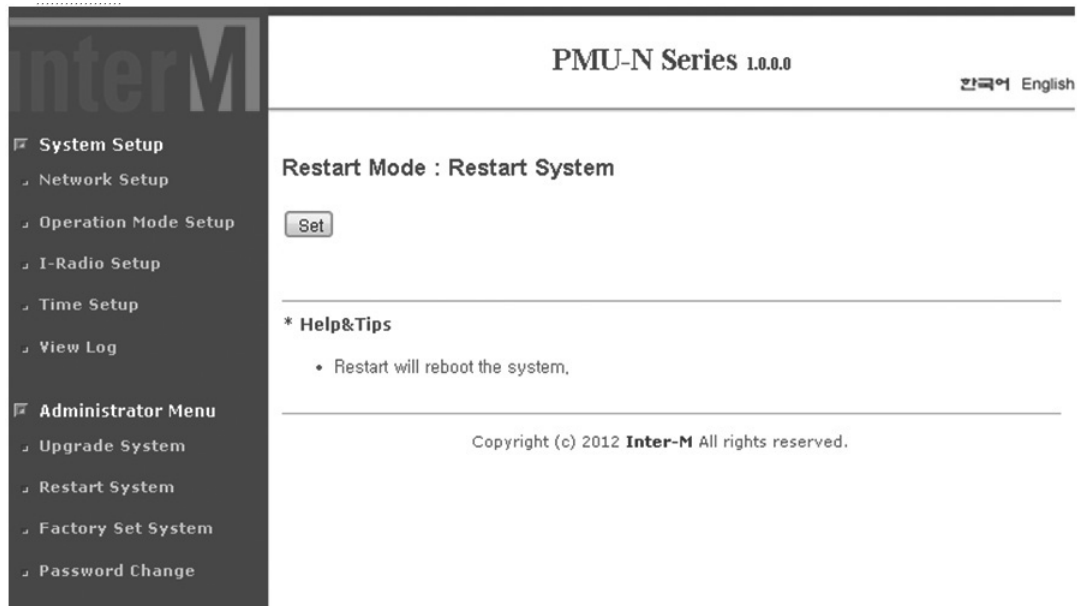 inter M
PMU-N Series 1.0.0.0
한국어 English
System Setup
Network Setup
Operation Mode Setup
I-Radio Setup
Time Setup
View Log
Administrator Menu
Upgrade System
Restart System
Factory Set System
Password Change
Restart Mode : Restart System
Set
* Help&Tips
• Restart will reboot the system,
Copyright (c) 2012 Inter-M All rights reserved.